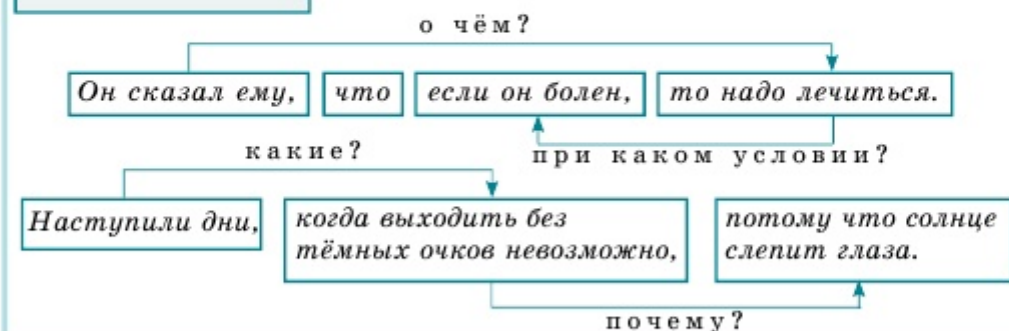 о чём?
Он сказал ему, что если он болен, то надо лечиться.
какие? при каком условии?
Наступили дни, когда выходить без потому что солнце
тёмных очков невозможно, слепит глаза.
почему?